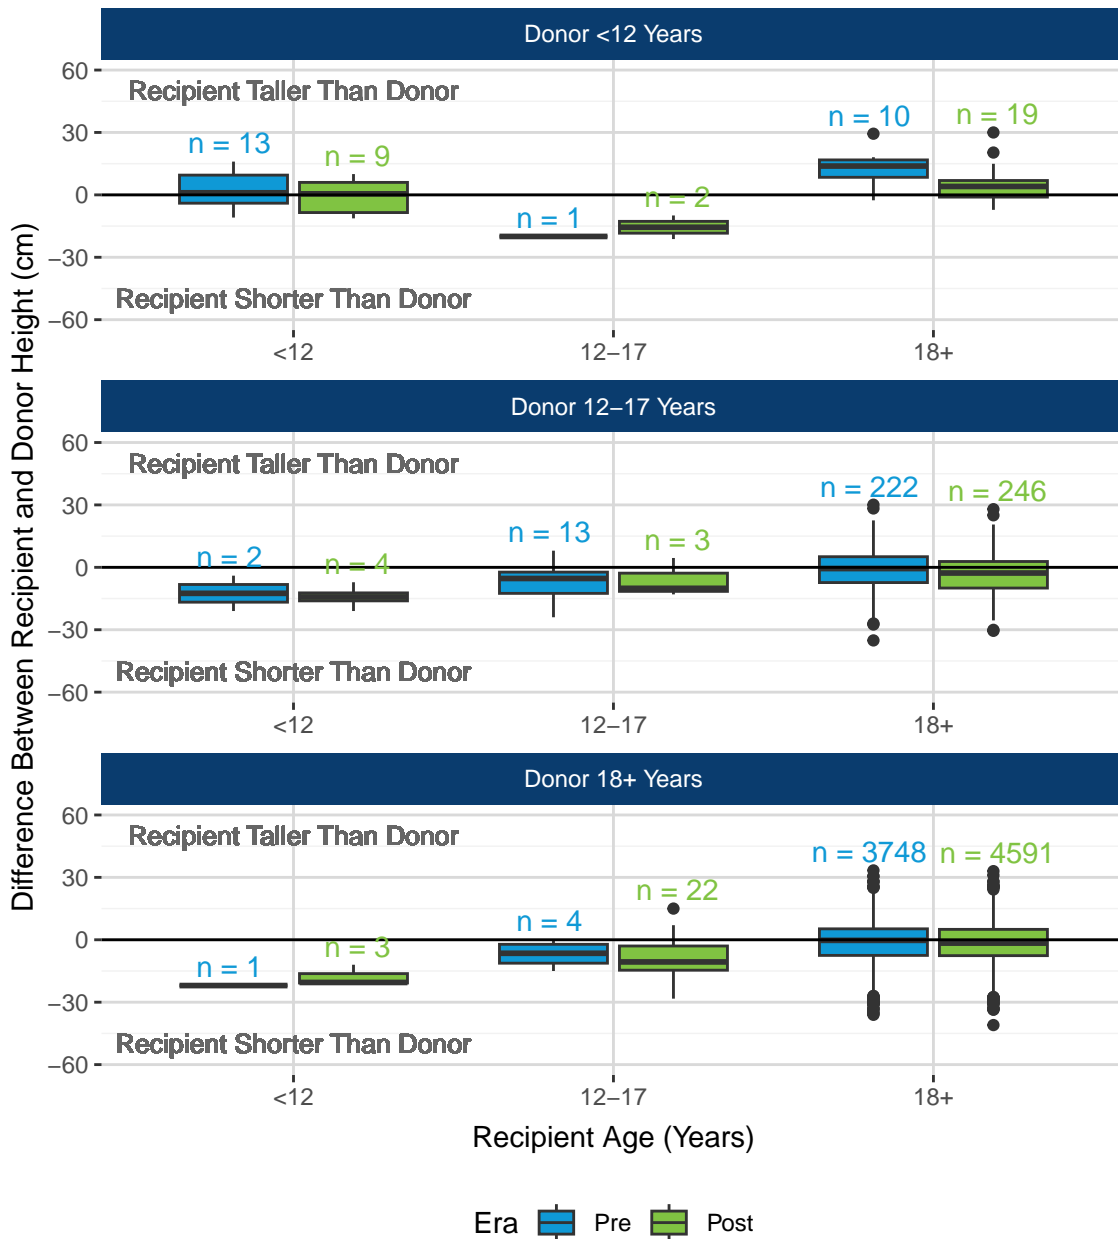 Difference Between Recipient and Donor Height (cm)
Donor <12 Years
60
30
0
−30
−60
Recipient Taller Than Donor
n = 13
n = 9
n = 1
n = 2
n = 10
n = 19
Recipient Shorter Than Donor
<12
12−17
18+
Donor 12−17 Years
60
30
0
−30
−60
Recipient Taller Than Donor
n = 2
n = 4
n = 13
n = 3
n = 222
n = 246
Recipient Shorter Than Donor
<12
12−17
18+
Donor 18+ Years
60
30
0
−30
−60
Recipient Taller Than Donor
n = 1
n = 3
n = 4
n = 22
n = 3748
n = 4591
Recipient Shorter Than Donor
<12
12−17
18+
Recipient Age (Years)
Era
Pre
Post